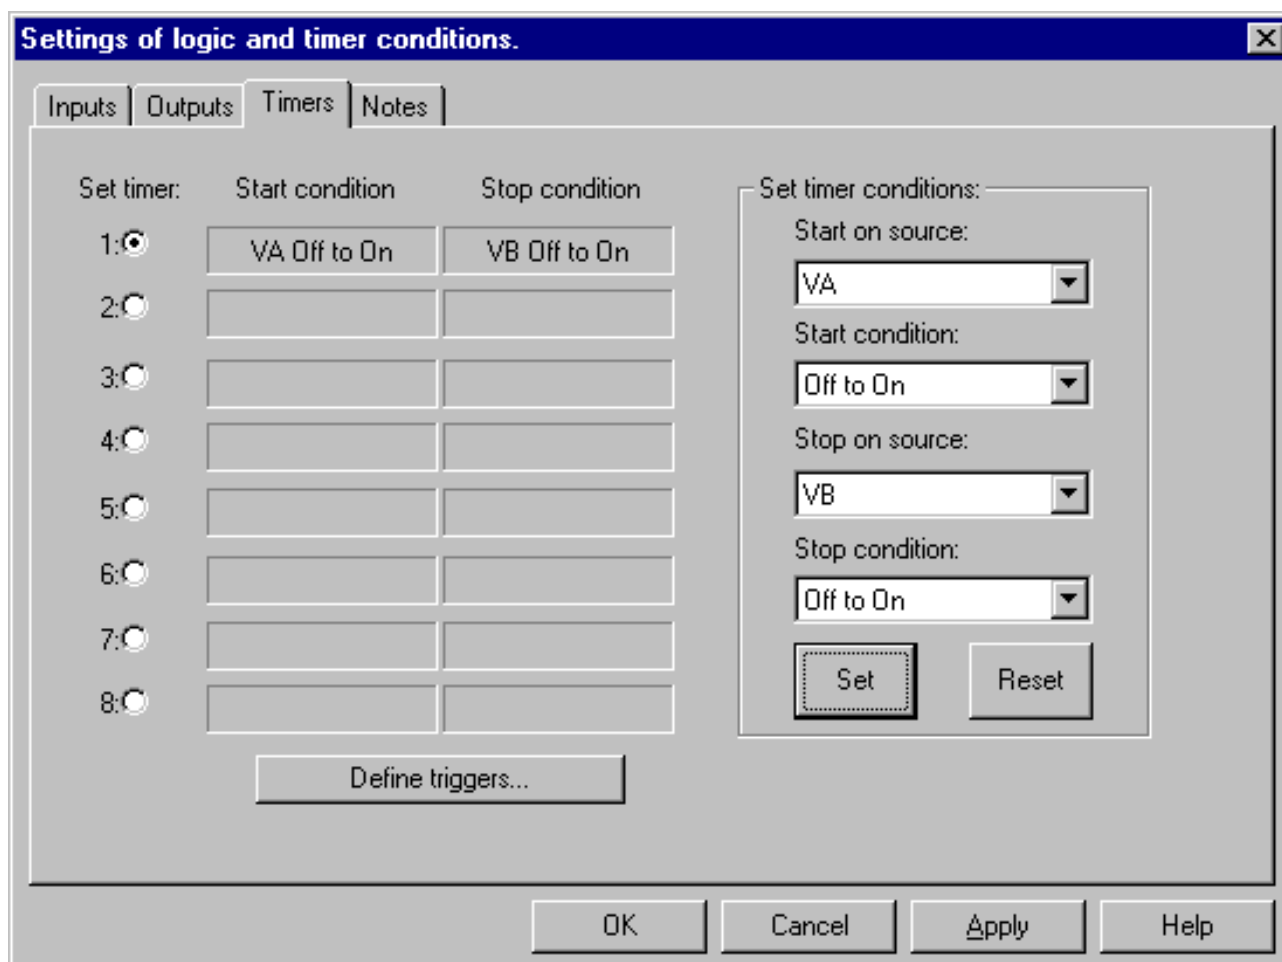 Settings of logic and timer conditions.
Inputs Outputs Timers Notes
Set timer: Start condition Stop condition
1: VA Off to On VB Off to On
2:
3:
4:
5:
6:
7:
8:
Define triggers...
Set timer conditions:
Start on source:
VA
Start condition:
Off to On
Stop on source:
VB
Stop condition:
Off to On
Set Reset
OK Cancel Apply Help